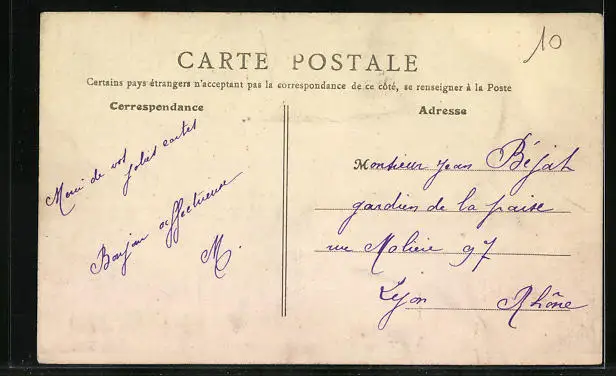 10
CARTE POSTALE
Certains pays étrangers n'acceptant pas la correspondance de ce côté, se renseigner à la Poste
Correspondance
Merci de vos
jolies cartes
Bonjour affectueuse
M.
Adresse
Monsieur Jean Béjat
gardien de la paix
rue Molière 97
Lyon Rhône